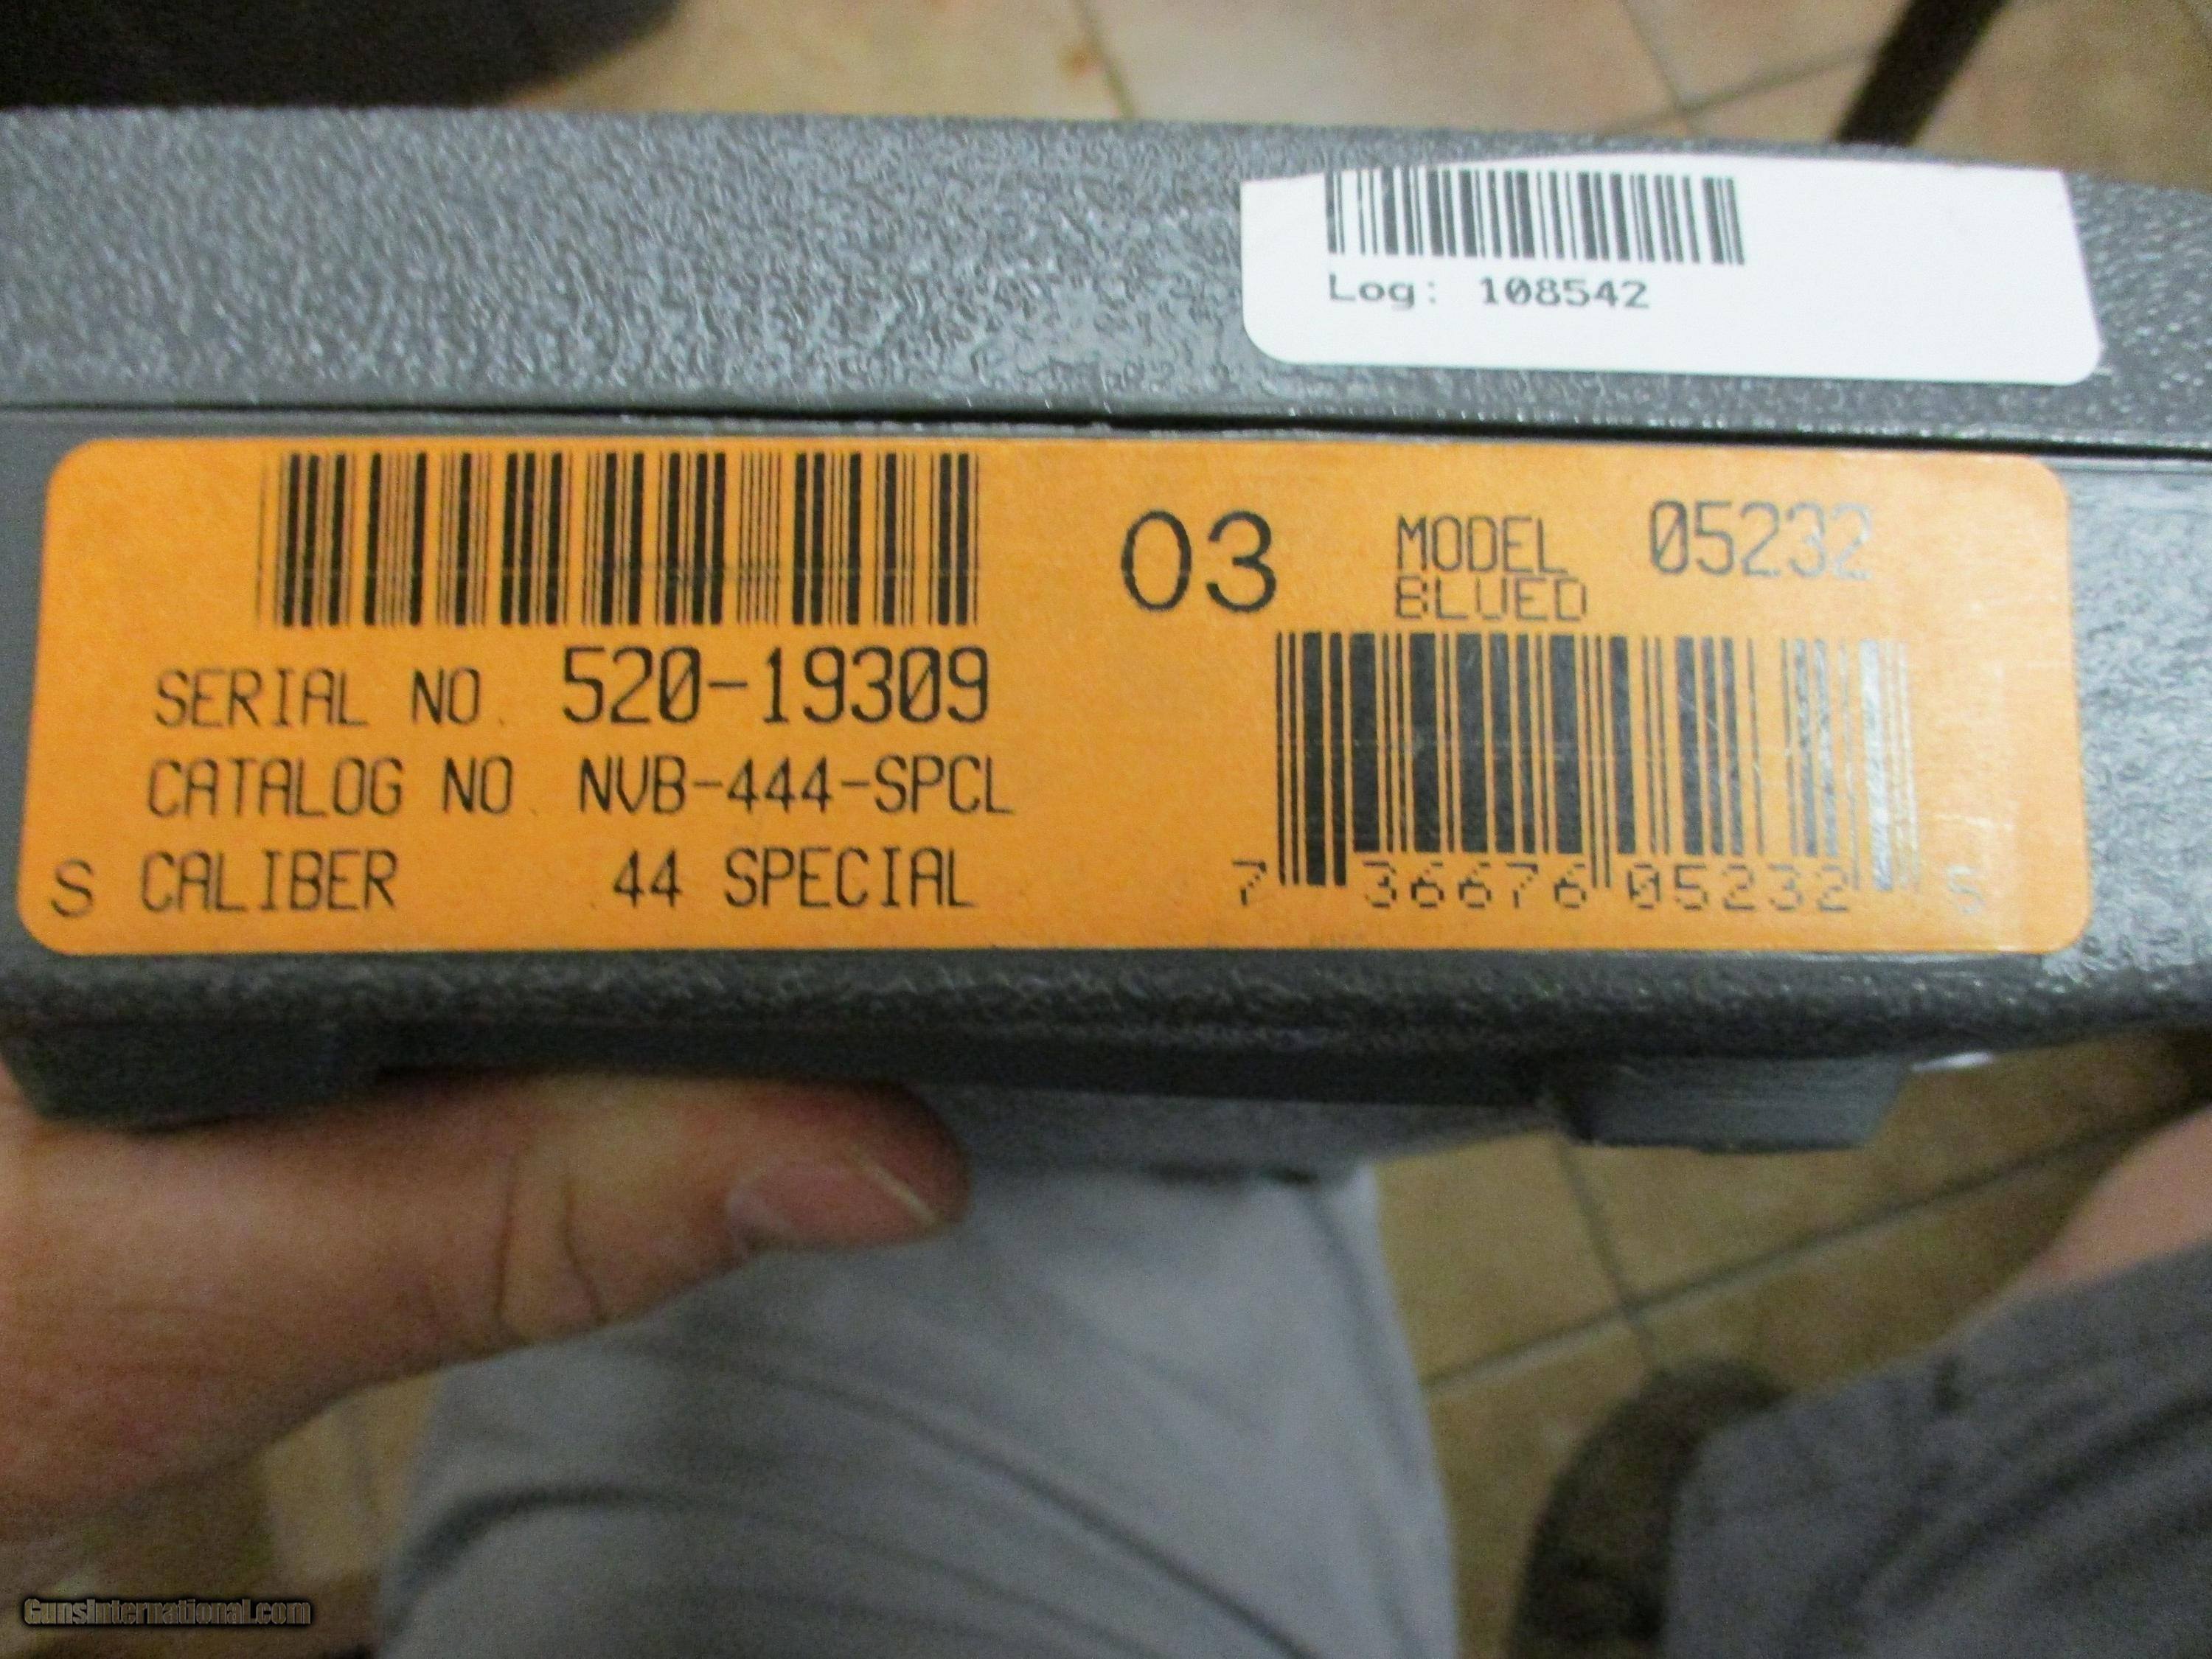 Log: 108542
03 MODEL 05232
BLUED
SERIAL NO. 520-19309
CATALOG NO. NVB-444-SPCL
S CALIBER 44 SPECIAL
7 36676 05232 5
GunsInternational.com